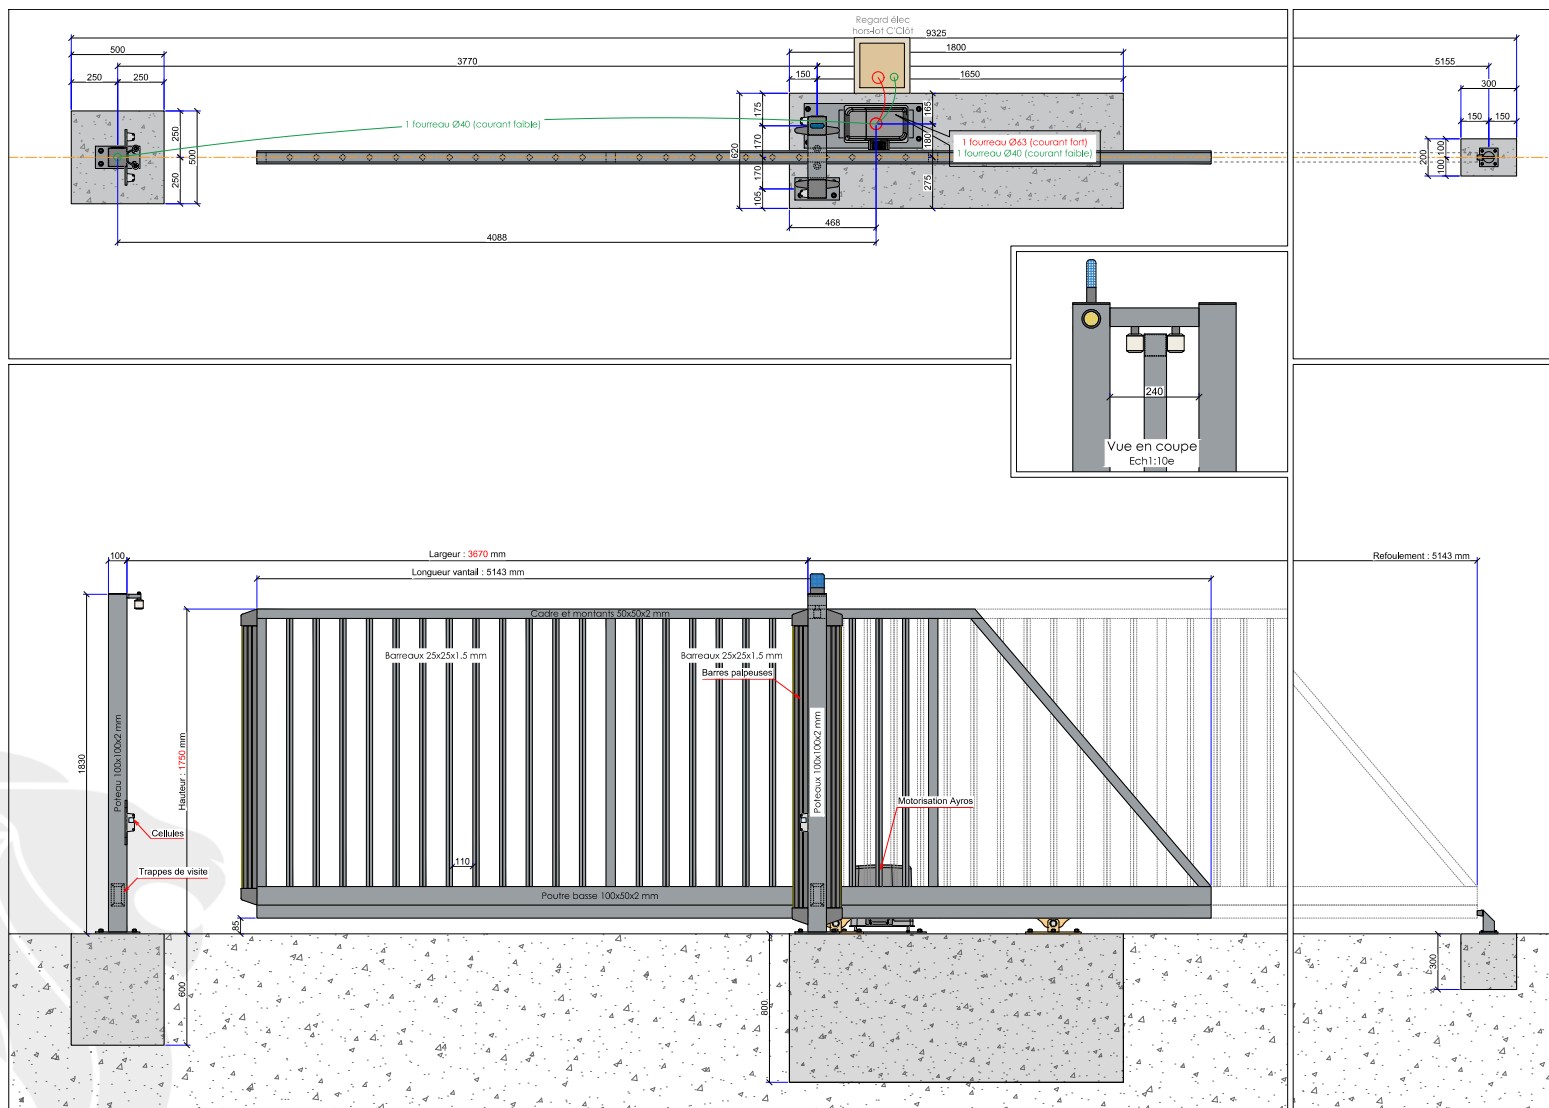 Regard élec
hors-lot C'Clôt
9325
500
1800
3770
5155
250
250
150
1650
300
175
165
150
150
1 fourreau Ø40 (courant faible)
250
500
620
170
180
1 fourreau Ø63 (courant fort)
1 fourreau Ø40 (courant faible)
200
100
100
250
170
275
105
468
4088
240
Vue en coupe
Ech1:10e
100
Largeur : 3670 mm
Refoulement : 5143 mm
Longueur vantail : 5143 mm
Cadre et montants 50x50x2 mm
Barreaux 25x25x1.5 mm
Barreaux 25x25x1.5 mm
Barres palpeuses
1830
Poteau 100x100x2 mm
Hauteur : 1750 mm
Poteaux 100x100x2 mm
Motorisation Ayros
Cellules
110
Trappes de visite
Poutre basse 100x50x2 mm
85
600
800
300